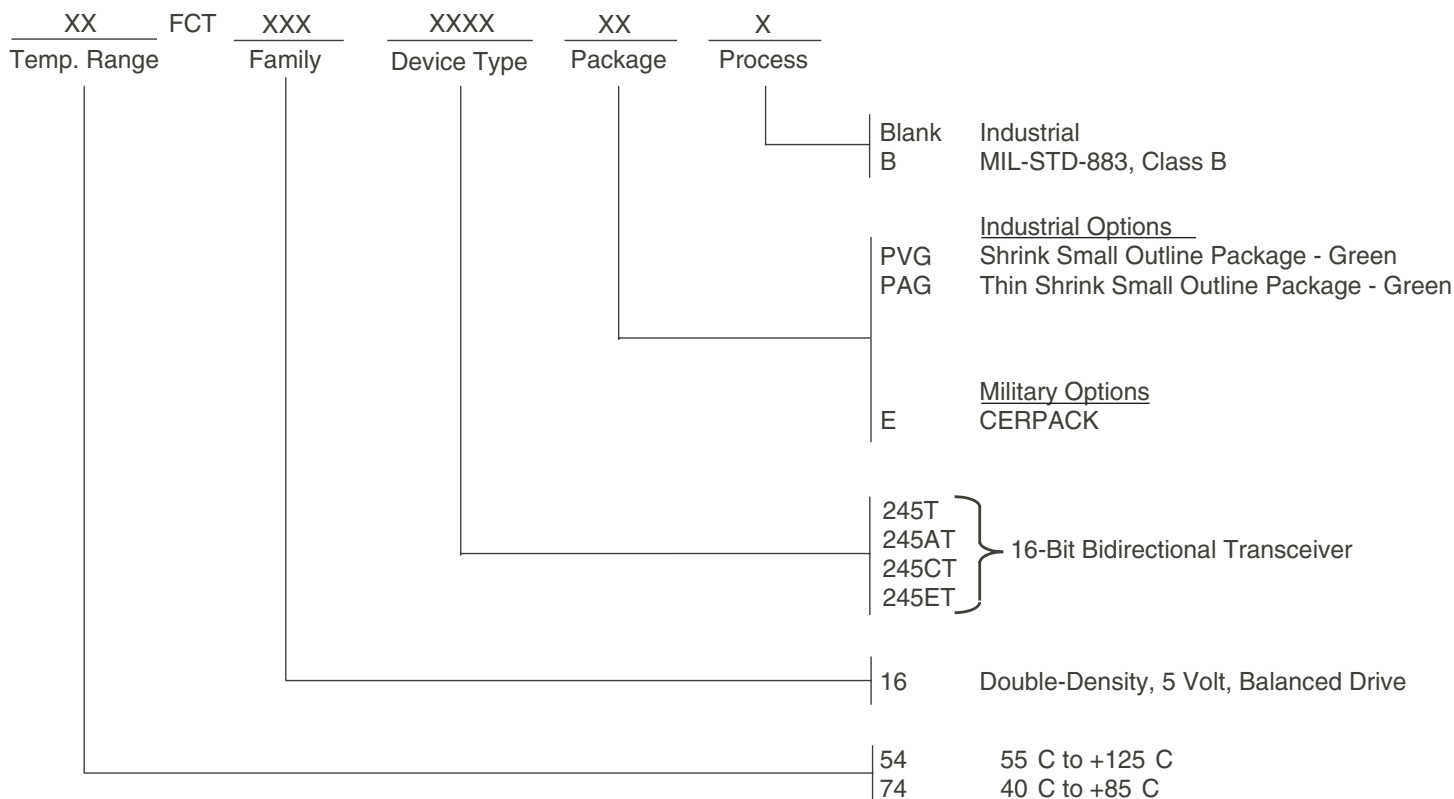 XX FCT XXX XXXX XX X
Temp. Range Family Device Type Package Process
Blank Industrial
B MIL-STD-883, Class B
Industrial Options
PVG Shrink Small Outline Package - Green
PAG Thin Shrink Small Outline Package - Green
Military Options
E CERPACK
245T
245AT
245CT
245ET
16-Bit Bidirectional Transceiver
16 Double-Density, 5 Volt, Balanced Drive
54 55 C to +125 C
74 40 C to +85 C